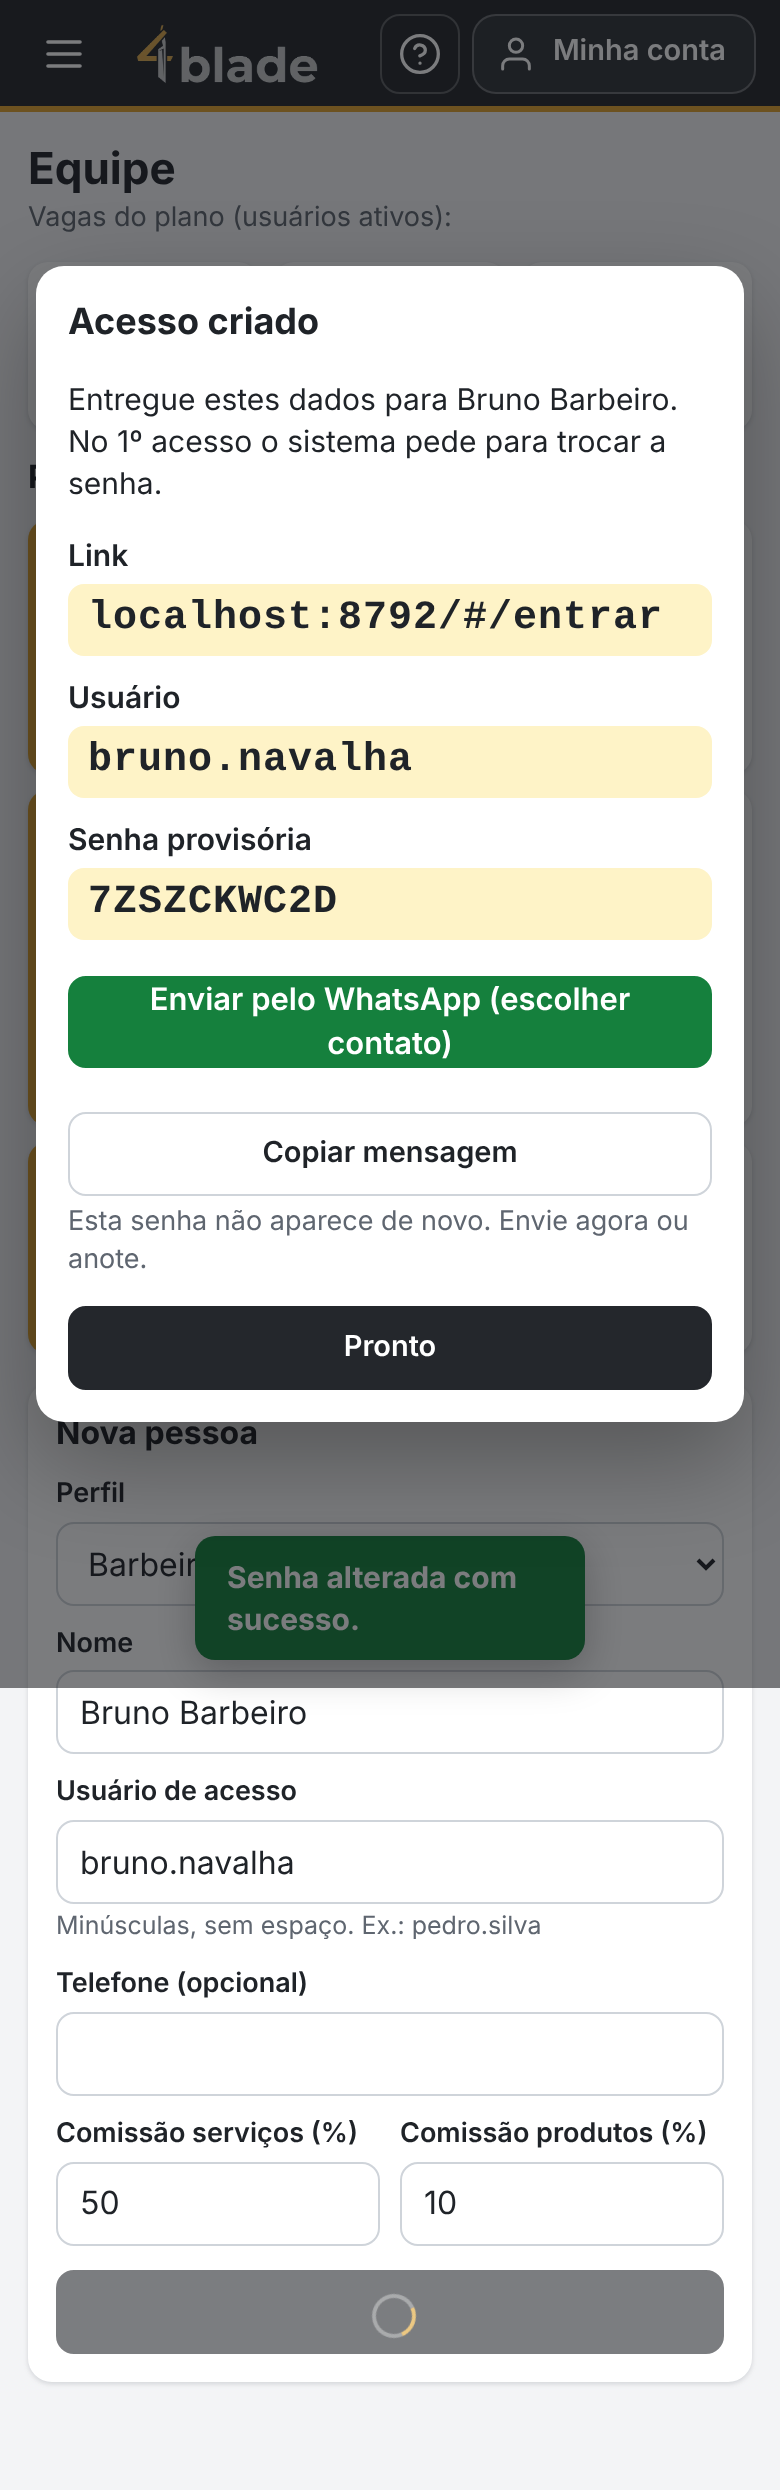 4blade
Minha conta
Equipe
Vagas do plano (usuários ativos):
Acesso criado
Entregue estes dados para Bruno Barbeiro.
No 1º acesso o sistema pede para trocar a
senha.
Link
localhost:8792/#/entrar
Usuário
bruno.navalha
Senha provisória
7ZSZCKWC2D
Enviar pelo WhatsApp (escolher
contato)
Copiar mensagem
Esta senha não aparece de novo. Envie agora ou
anote.
Pronto
Nova pessoa
Perfil
Senha alterada com
sucesso.
Nome
Bruno Barbeiro
Usuário de acesso
bruno.navalha
Minúsculas, sem espaço. Ex.: pedro.silva
Telefone (opcional)
Comissão serviços (%)
Comissão produtos (%)
50
10